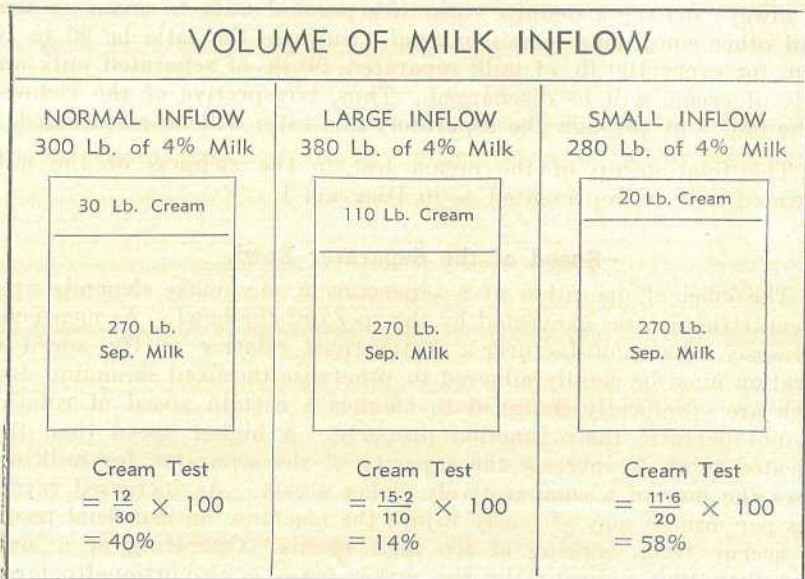 VOLUME OF MILK INFLOW
NORMAL INFLOW
300 Lb. of 4% Milk
30 Lb. Cream
270 Lb.
Sep. Milk
Cream Test
= 12/30 × 100
= 40%
LARGE INFLOW
380 Lb. of 4% Milk
110 Lb. Cream
270 Lb.
Sep. Milk
Cream Test
= 15·2/110 × 100
= 14%
SMALL INFLOW
280 Lb. of 4% Milk
20 Lb. Cream
270 Lb.
Sep. Milk
Cream Test
= 11·6/20 × 100
= 58%